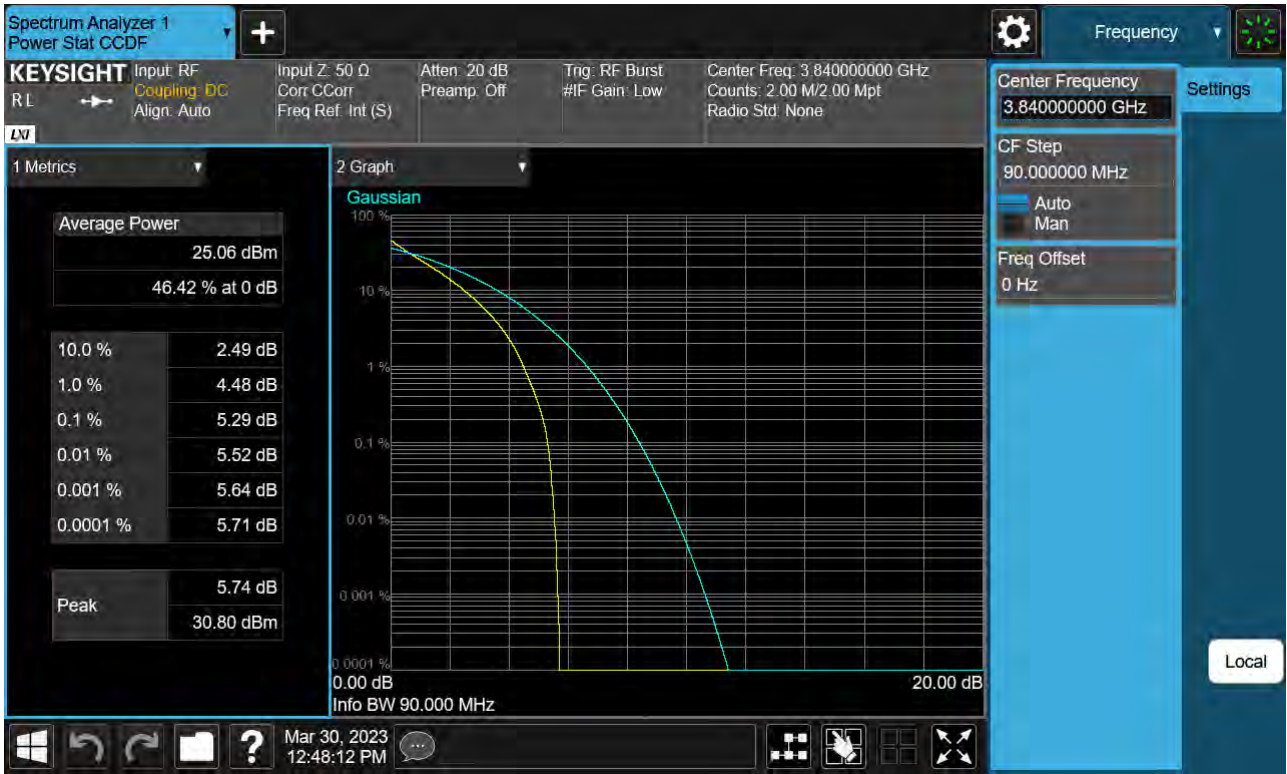 Spectrum Analyzer 1
Power Stat CCDF
+
Frequency
KEYSIGHT
RL
LXI
Input: RF
Coupling: DC
Align: Auto
Input Z: 50 Ω
Corr CCorr
Freq Ref: Int (S)
Atten: 20 dB
Preamp: Off
Trig: RF Burst
#IF Gain: Low
Center Freq: 3.840000000 GHz
Counts: 2.00 M/2.00 Mpt
Radio Std: None
Center Frequency
3.840000000 GHz
Settings
CF Step
90.000000 MHz
Auto
Man
Freq Offset
0 Hz
Local
1 Metrics
Average Power
25.06 dBm
46.42 % at 0 dB
10.0 % 2.49 dB
1.0 % 4.48 dB
0.1 % 5.29 dB
0.01 % 5.52 dB
0.001 % 5.64 dB
0.0001 % 5.71 dB
Peak
5.74 dB
30.80 dBm
2 Graph
Gaussian
100 %
10 %
1 %
0.1 %
0.01 %
0.001 %
0.0001 %
0.00 dB 20.00 dB
Info BW 90.000 MHz
?
Mar 30, 2023
12:48:12 PM